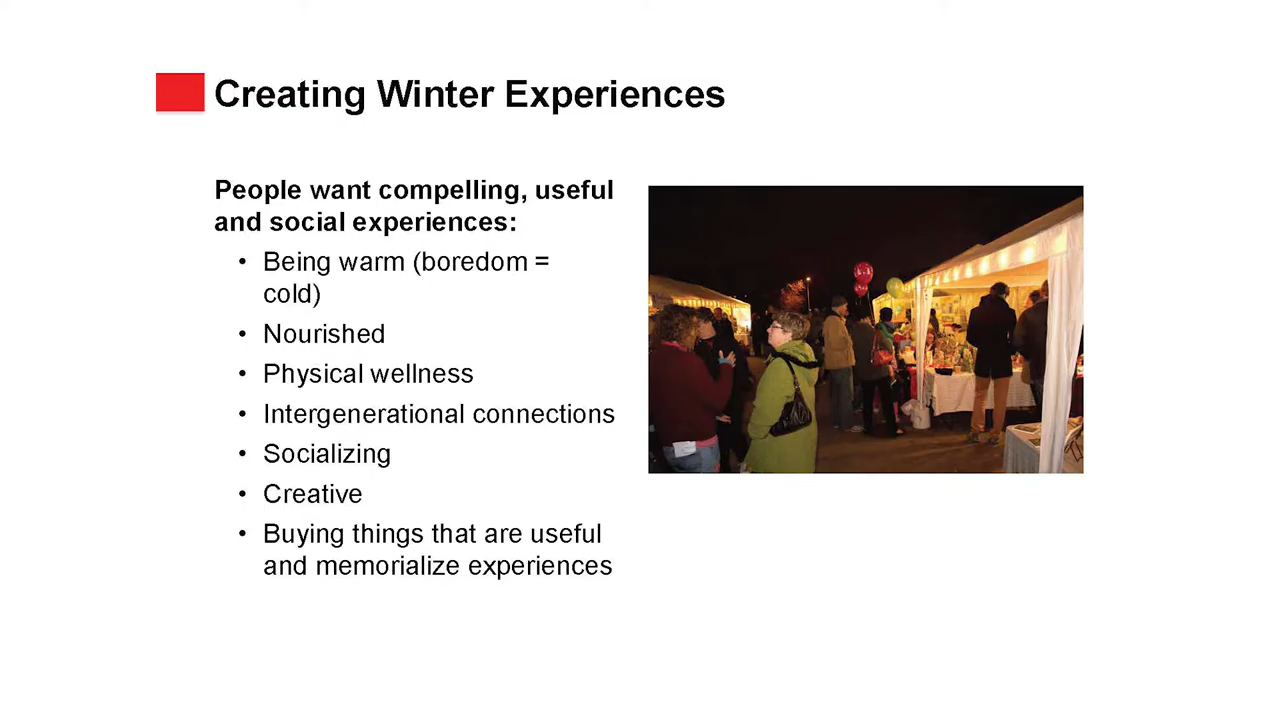 Creating Winter Experiences
People want compelling, useful
and social experiences:
• Being warm (boredom =
cold)
• Nourished
• Physical wellness
• Intergenerational connections
• Socializing
• Creative
• Buying things that are useful
and memorialize experiences